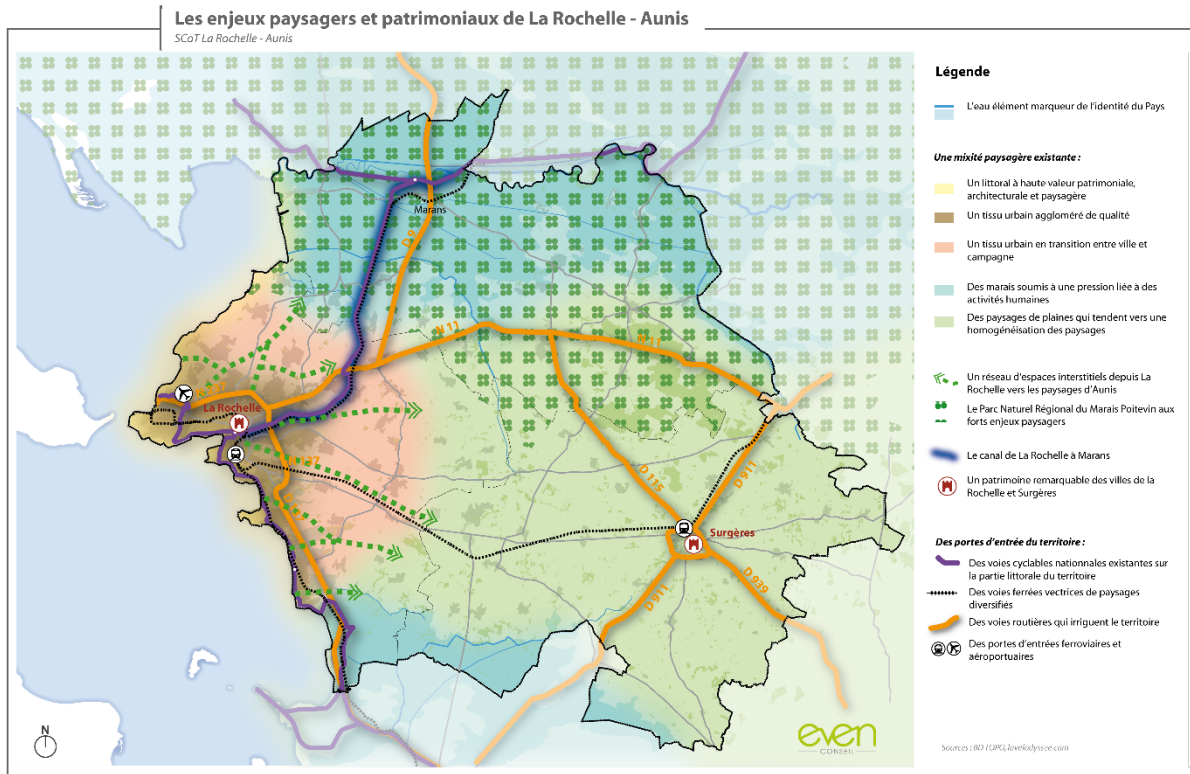 Les enjeux paysagers et patrimoniaux de La Rochelle - Aunis
SCoT La Rochelle - Aunis
Marans
D 9
N 11
La Rochelle
D 115
D 911
Surgères
D 911
D 939
N
even
CONSEIL
Légende
L'eau élément marqueur de l'identité du Pays
Une mixité paysagère existante :
Un littoral à haute valeur patrimoniale,
architecturale et paysagère
Un tissu urbain aggloméré de qualité
Un tissu urbain en transition entre ville et
campagne
Des marais soumis à une pression liée à des
activités humaines
Des paysages de plaines qui tendent vers une
homogénéisation des paysages
Un réseau d'espaces interstitiels depuis La
Rochelle vers les paysages d'Aunis
Le Parc Naturel Régional du Marais Poitevin aux
forts enjeux paysagers
Le canal de La Rochelle à Marans
Un patrimoine remarquable des villes de la
Rochelle et Surgères
Des portes d'entrée du territoire :
Des voies cyclables nationnales existantes sur
la partie littorale du territoire
Des voies ferrées vectrices de paysages
diversifiés
Des voies routières qui irriguent le territoire
Des portes d'entrées ferroviaires et
aéroportuaires
Sources : BD TOPO, lavelodyssee.com